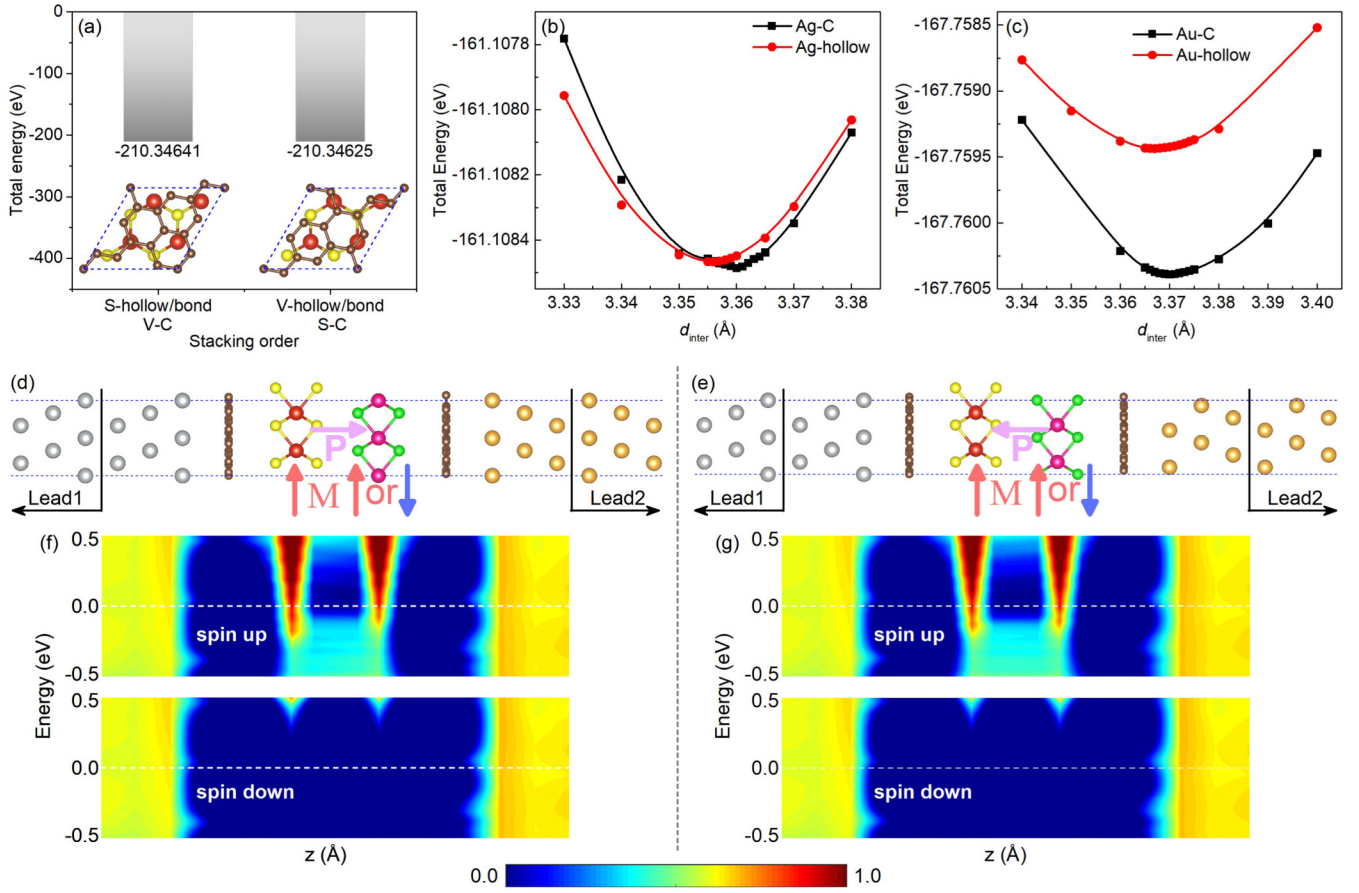 (a)
0
-100
-200
-300
-400
Total energy (eV)
-210.34641
-210.34625
S-hollow/bond
V-C
V-hollow/bond
S-C
Stacking order
(b)
Ag-C
Ag-hollow
-161.1078
-161.1080
-161.1082
-161.1084
Total Energy (eV)
3.33 3.34 3.35 3.36 3.37 3.38
d inter (Å)
(c)
Au-C
Au-hollow
-167.7585
-167.7590
-167.7595
-167.7600
-167.7605
Total Energy (eV)
3.34 3.35 3.36 3.37 3.38 3.39 3.40
d inter (Å)
(d)
P
Lead1
M or
Lead2
(e)
P
Lead1
M or
Lead2
(f)
0.5
0.0
-0.5
spin up
0.5
0.0
-0.5
spin down
Energy (eV)
z (Å)
(g)
0.5
0.0
-0.5
spin up
0.5
0.0
-0.5
spin down
Energy (eV)
z (Å)
0.0
1.0